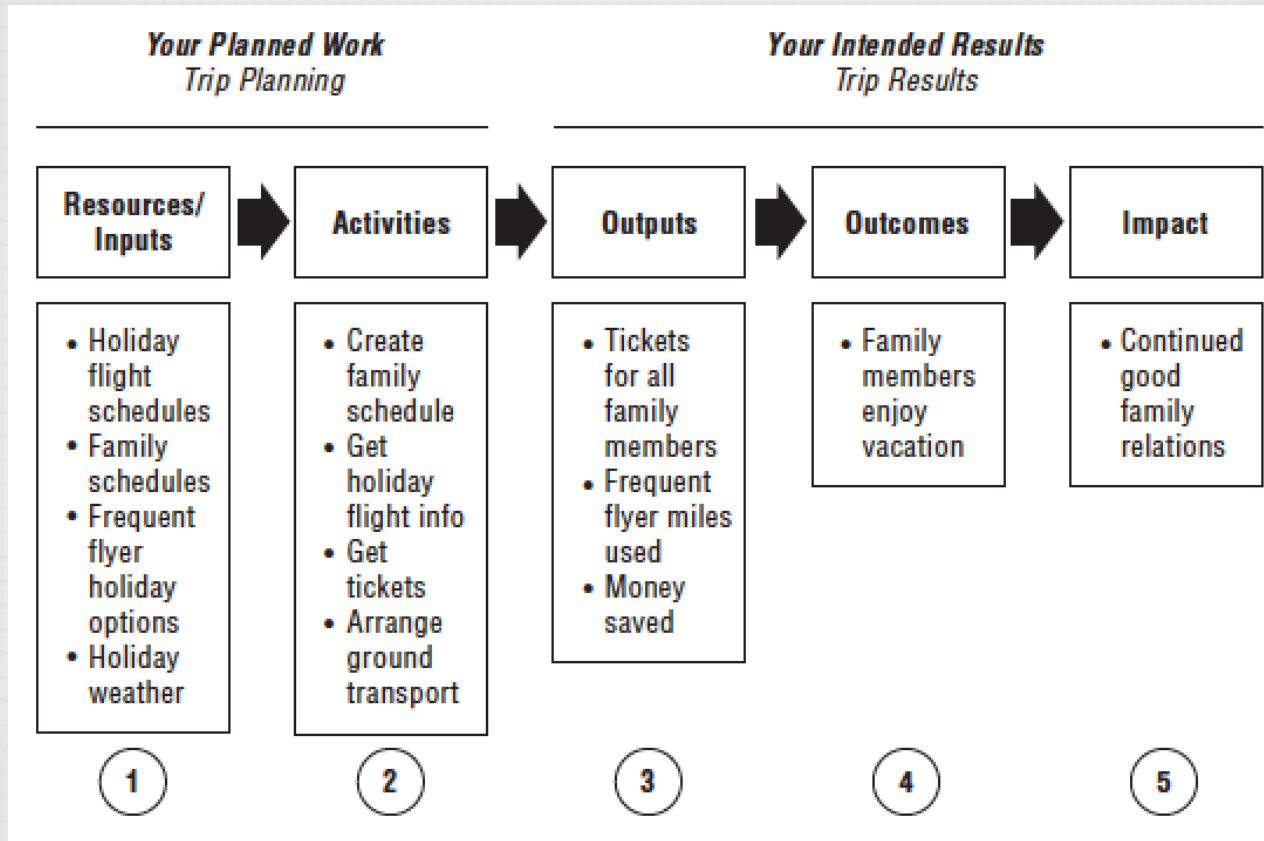 Your Planned Work
Trip Planning
Your Intended Results
Trip Results
Resources/
Inputs
Activities
Outputs
Outcomes
Impact
• Holiday
flight
schedules
• Family
schedules
• Frequent
flyer
holiday
options
• Holiday
weather
• Create
family
schedule
• Get
holiday
flight info
• Get
tickets
• Arrange
ground
transport
• Tickets
for all
family
members
• Frequent
flyer miles
used
• Money
saved
• Family
members
enjoy
vacation
• Continued
good
family
relations
1
2
3
4
5